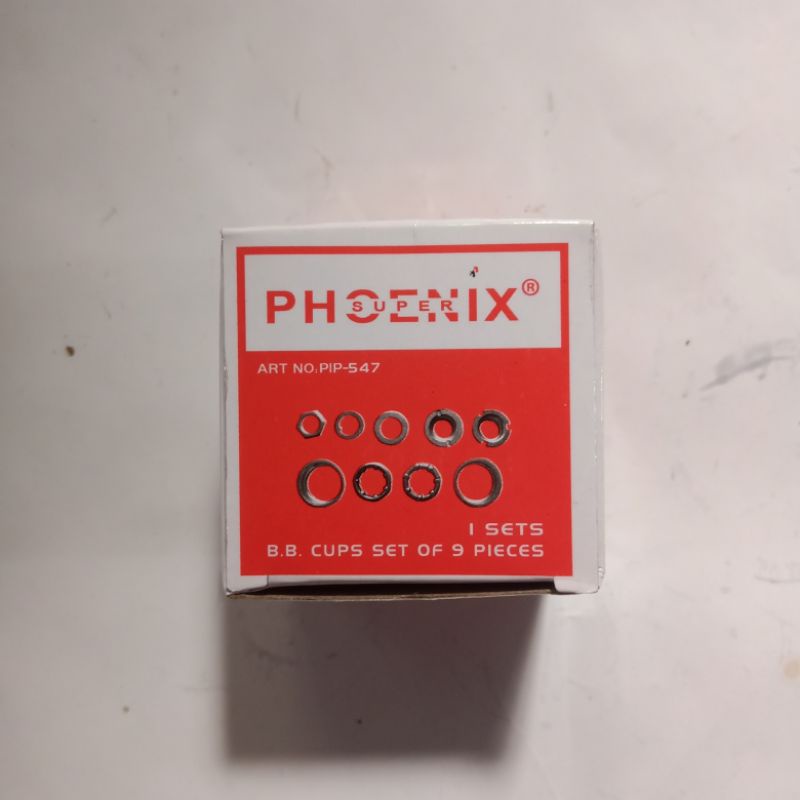 PHOENIX®
SUPER
ART NO:PIP-547
1 SETS
B.B. CUPS SET OF 9 PIECES